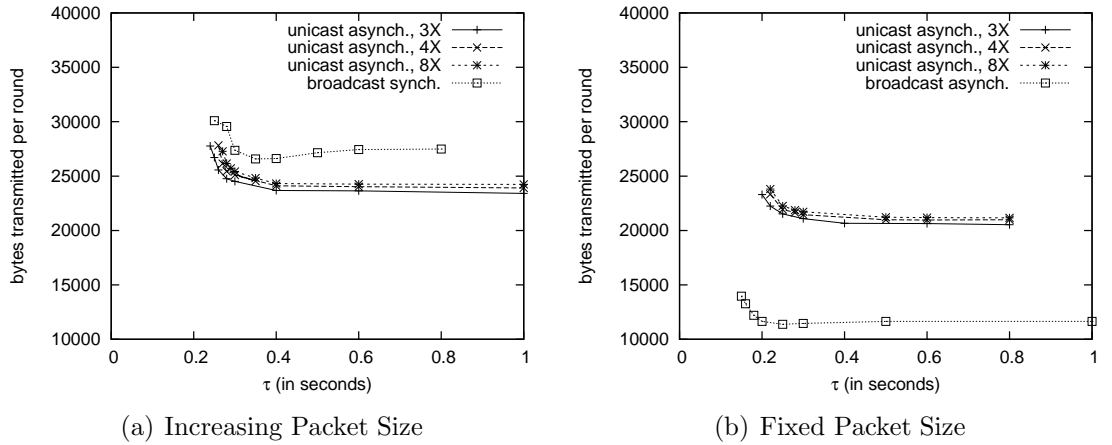 40000
35000
30000
25000
20000
15000
10000
0
0.2
0.4
0.6
0.8
1
bytes transmitted per round
τ (in seconds)
unicast asynch., 3X
unicast asynch., 4X
unicast asynch., 8X
broadcast synch.
(a) Increasing Packet Size
40000
35000
30000
25000
20000
15000
10000
0
0.2
0.4
0.6
0.8
1
bytes transmitted per round
τ (in seconds)
unicast asynch., 3X
unicast asynch., 4X
unicast asynch., 8X
broadcast asynch.
(b) Fixed Packet Size